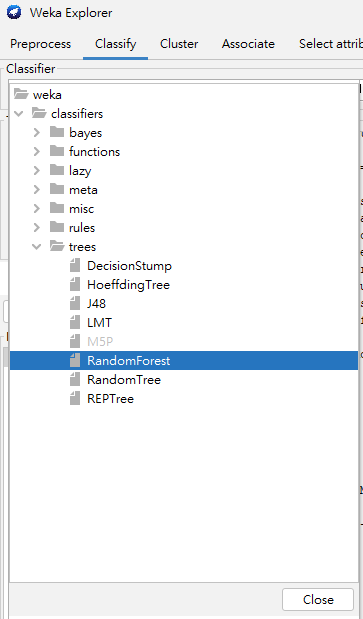 Weka Explorer
Preprocess Classify Cluster Associate Select attrib
Classifier
weka
classifiers
bayes
functions
lazy
meta
misc
rules
trees
DecisionStump
HoeffdingTree
J48
LMT
M5P
RandomForest
RandomTree
REPTree
Close